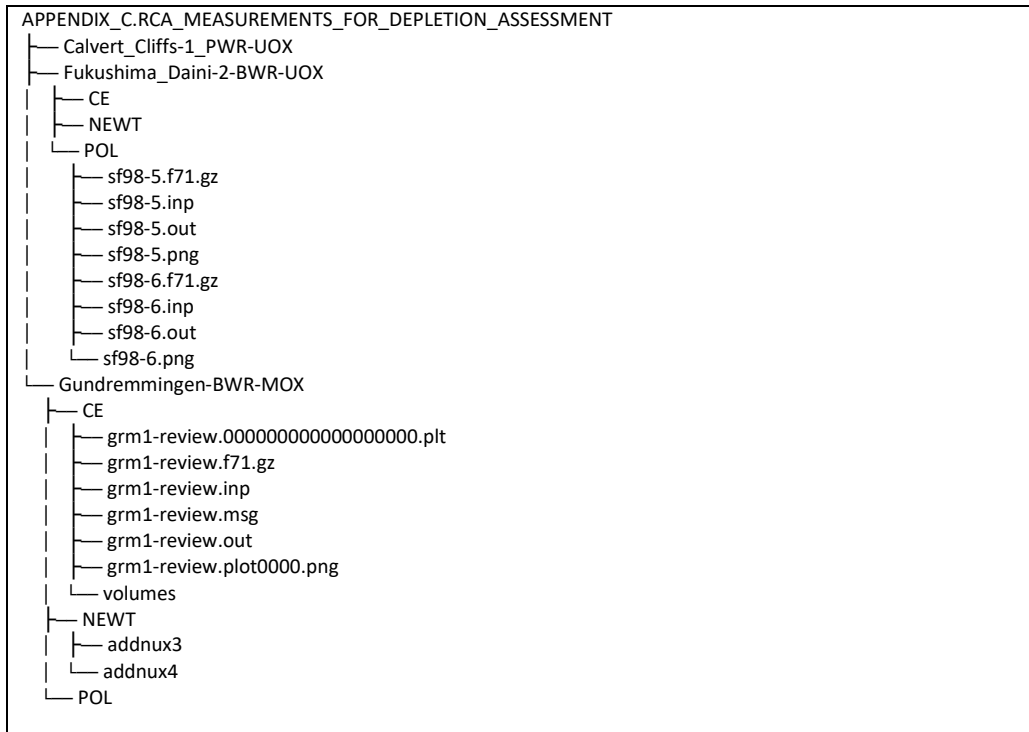 APPENDIX_C.RCA_MEASUREMENTS_FOR_DEPLETION_ASSESSMENT
├── Calvert_Cliffs-1_PWR-UOX
├── Fukushima_Daini-2-BWR-UOX
│   ├── CE
│   ├── NEWT
│   └── POL
│       ├── sf98-5.f71.gz
│       ├── sf98-5.inp
│       ├── sf98-5.out
│       ├── sf98-5.png
│       ├── sf98-6.f71.gz
│       ├── sf98-6.inp
│       ├── sf98-6.out
│       └── sf98-6.png
└── Gundremmingen-BWR-MOX
    ├── CE
    │   ├── grm1-review.000000000000000000.plt
    │   ├── grm1-review.f71.gz
    │   ├── grm1-review.inp
    │   ├── grm1-review.msg
    │   ├── grm1-review.out
    │   ├── grm1-review.plot0000.png
    │   └── volumes
    ├── NEWT
    │   ├── addnux3
    │   └── addnux4
    └── POL